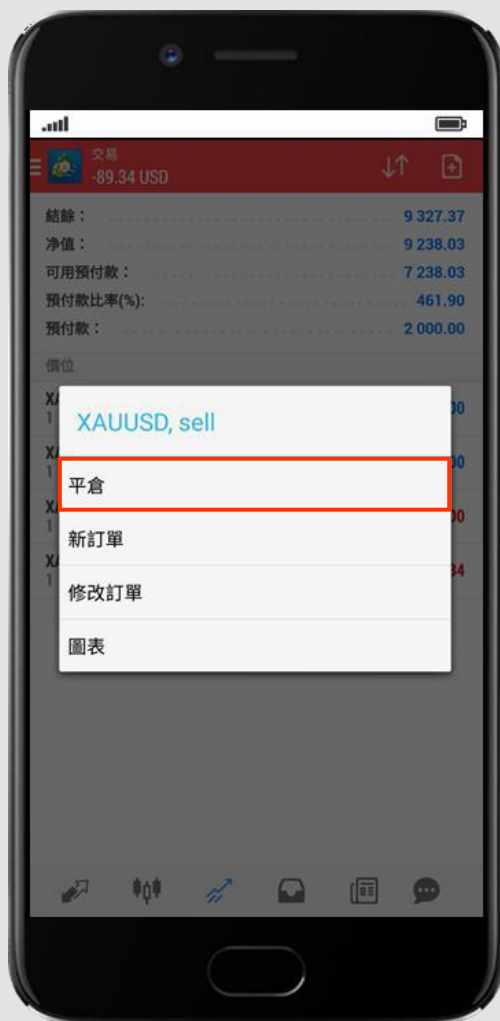 交易
-89.34 USD
結餘： 9 327.37
净值： 9 238.03
可用預付款： 7 238.03
預付款比率(%): 461.90
預付款： 2 000.00
價位
XAUUSD, sell
平倉
新訂單
修改訂單
圖表